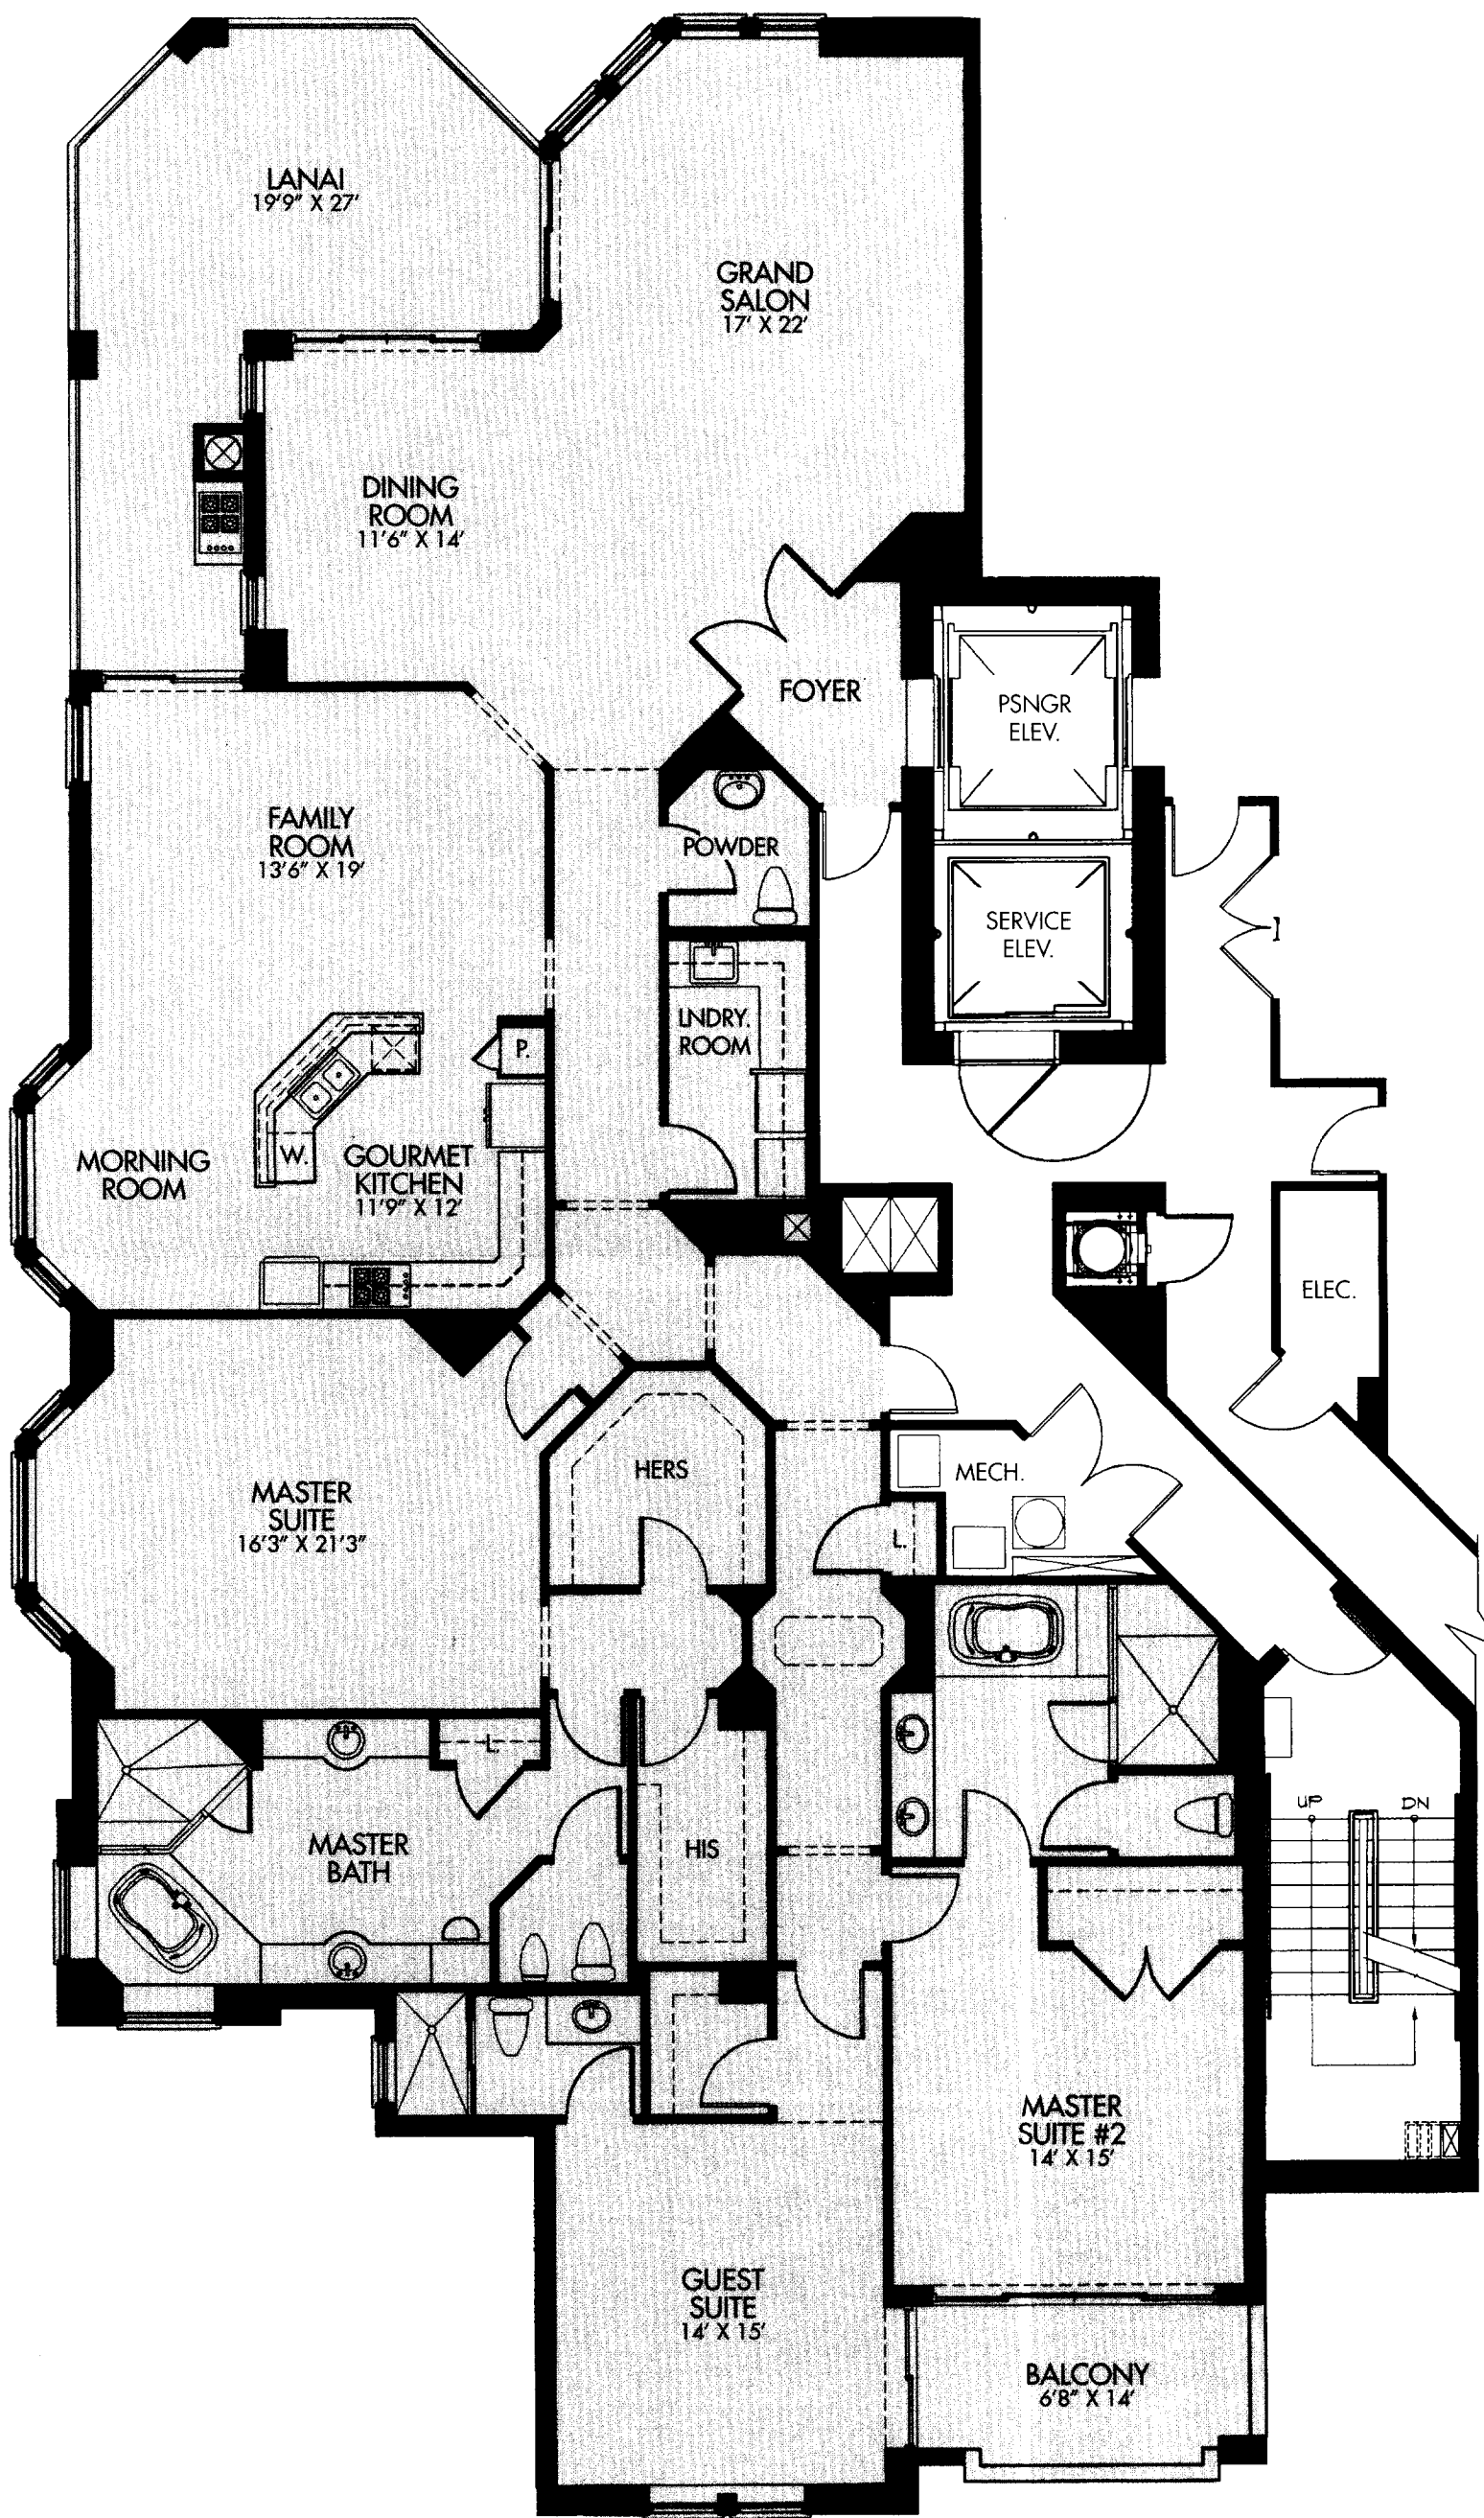 LANAI
19'9" X 27'
GRAND
SALON
17' X 22'
DINING
ROOM
11'6" X 14'
FOYER
PSNGR
ELEV.
FAMILY
ROOM
13'6" X 19'
POWDER
SERVICE
ELEV.
LNDRY.
ROOM
P.
W.
MORNING
ROOM
GOURMET
KITCHEN
11'9" X 12'
ELEC.
HERS
MECH.
MASTER
SUITE
16'3" X 21'3"
L.
L.
UP
DN
MASTER
BATH
HIS
MASTER
SUITE #2
14' X 15'
GUEST
SUITE
14' X 15'
BALCONY
6'8" X 14'